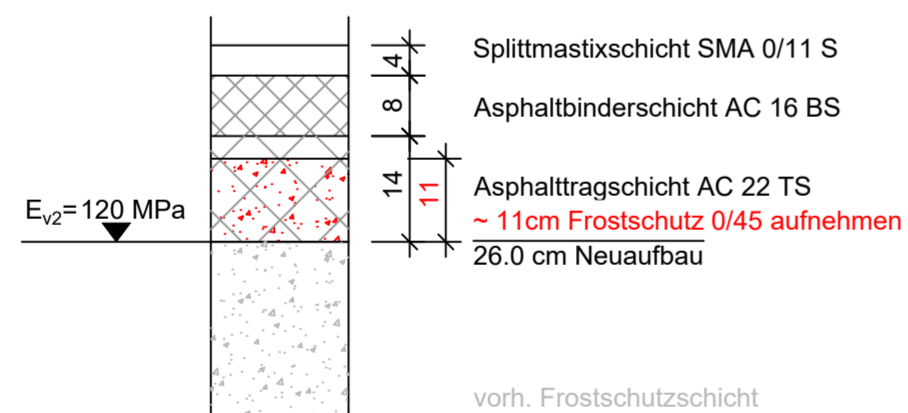 Splittmastixschicht SMA 0/11 S
4
8
Asphaltbinderschicht AC 16 BS
14
11
Asphalttragschicht AC 22 TS
Ev2= 120 MPa
~ 11cm Frostschutz 0/45 aufnehmen
26.0 cm Neuaufbau
vorh. Frostschutzschicht